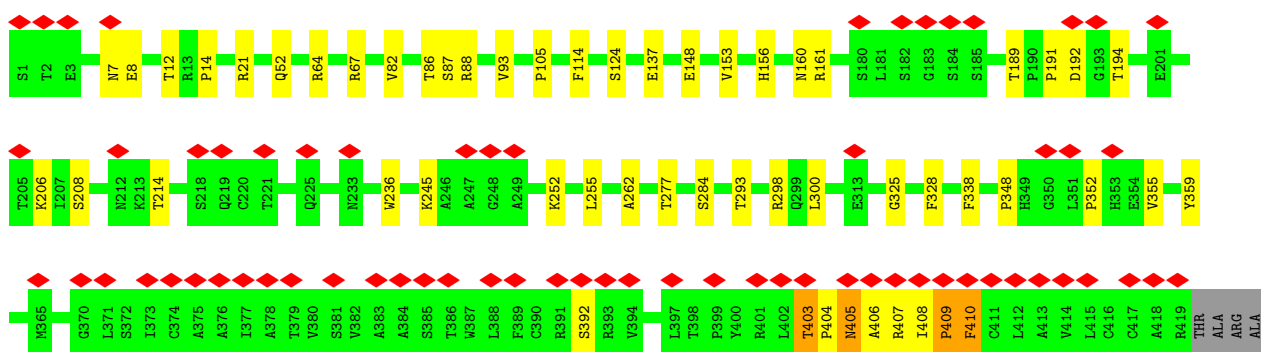 S1 T2 E3 N7 E8 T12 R13 P14 R21 Q52 R64 R67 V82 T86 S87 R88 V93 P105 F114 S124 E137 E148 V153 H156 N160 R161 S180 L181 S182 G183 S184 S185 T189 P190 P191 D192 G193 T194 E201
T205 K206 I207 S208 N212 K213 T214 S218 Q219 C220 T221 Q225 N233 W236 K245 A246 A247 G248 A249 K252 L255 A262 T277 S284 T293 R298 Q299 L300 E313 G325 F328 F338 P348 H349 G350 L351 P352 H353 E354 V355 Y359
M365 G370 L371 S372 I373 C374 A375 A376 I377 A378 T379 V380 S381 V382 A383 A384 S385 T386 W387 L388 F389 C390 R391 S392 R393 V394 L397 T398 P399 Y400 R401 L402 T403 P404 N405 A406 R407 I408 P409 F410 C411 L412 A413 V414 L415 C416 C417 A418 R419 THR ALA ARG ALA